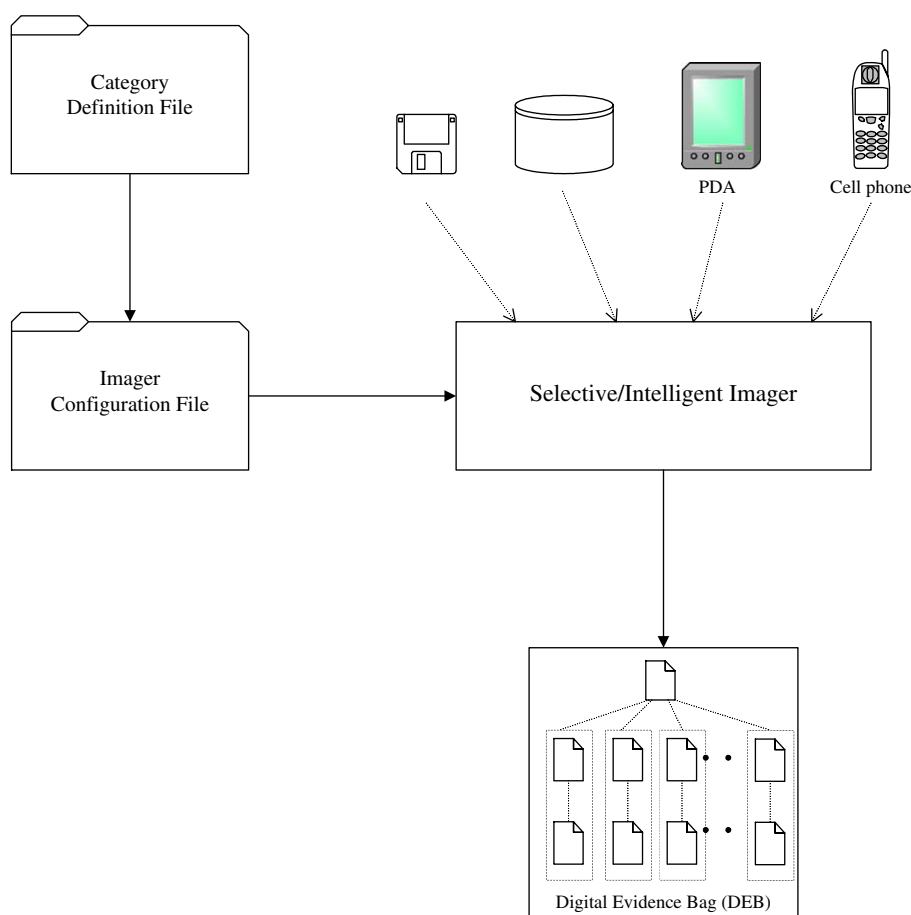 Category
Definition File
PDA
Cell phone
Imager
Configuration File
Selective/Intelligent Imager
Digital Evidence Bag (DEB)